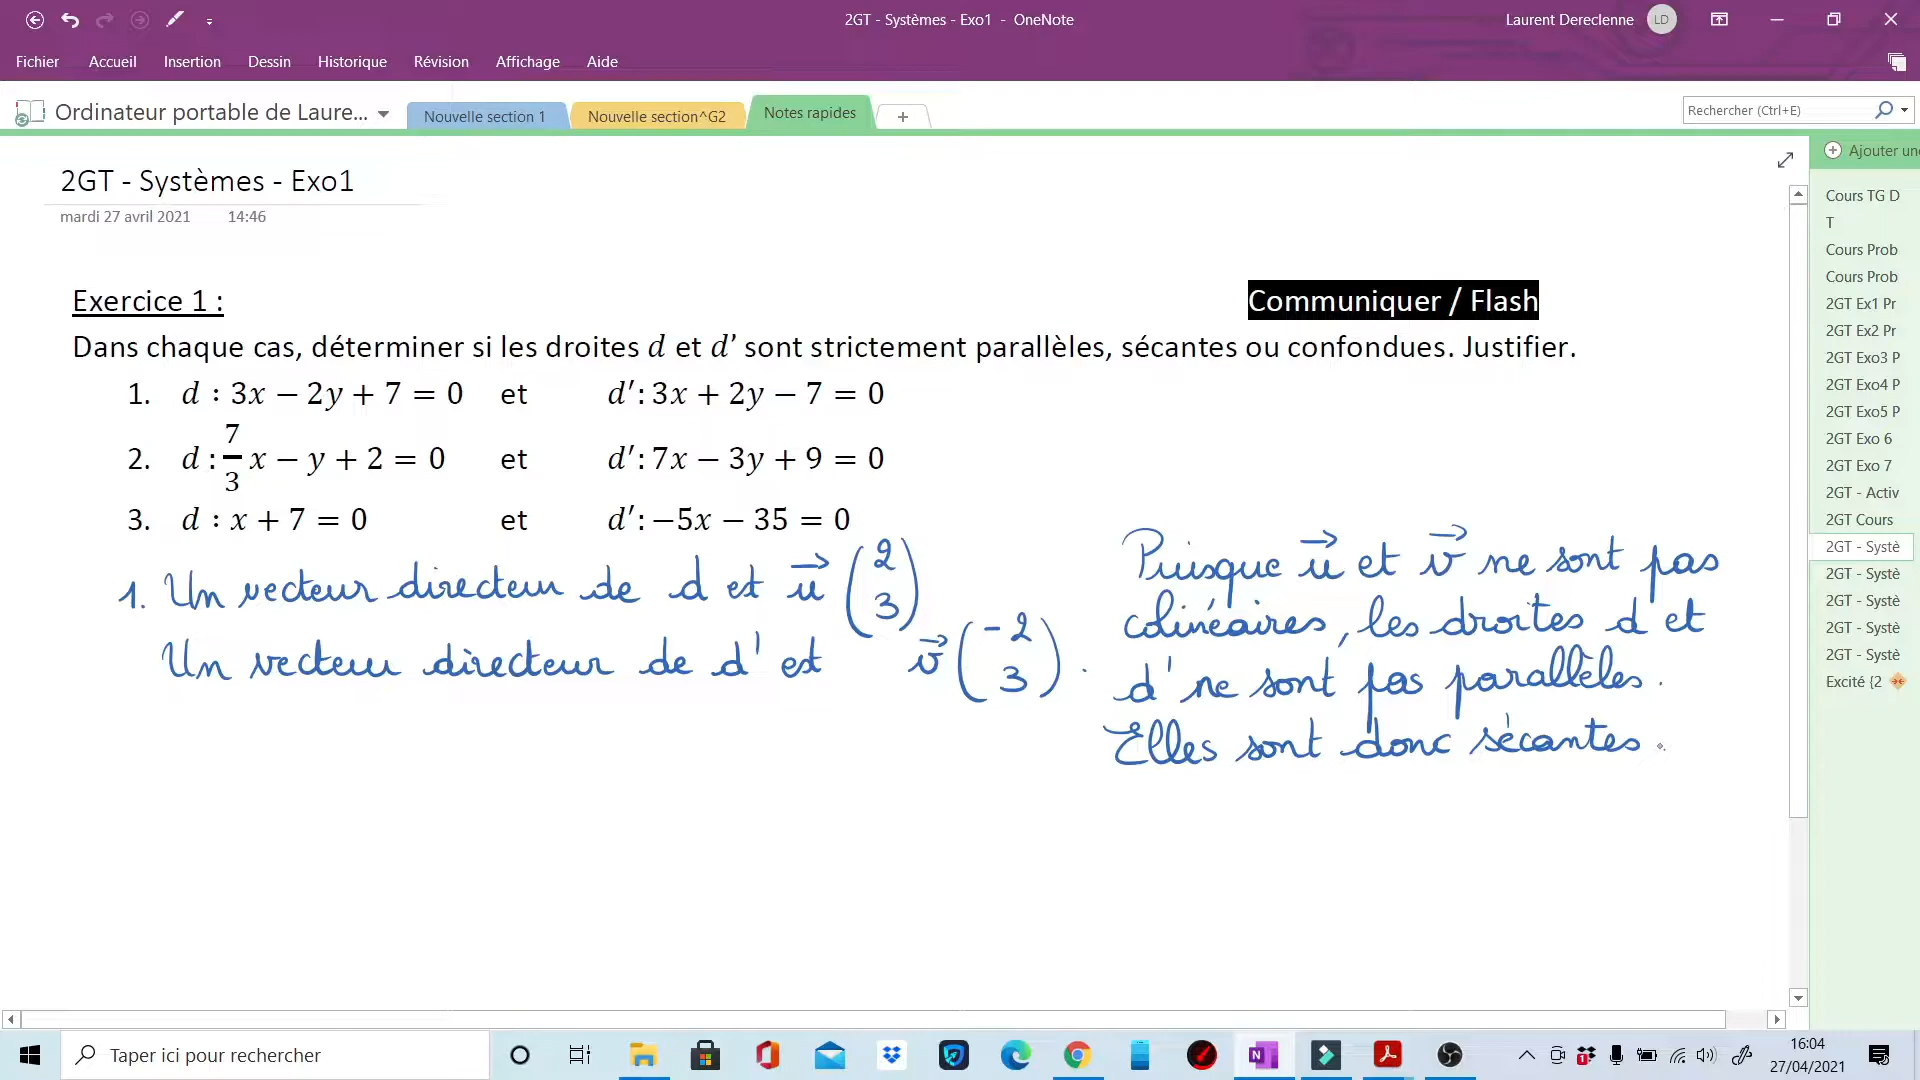 2GT - Systèmes - Exo1 - OneNote
Laurent Dereclenne
LD
Fichier Accueil Insertion Dessin Historique Révision Affichage Aide
Ordinateur portable de Laure...
Nouvelle section 1
Nouvelle section^G2
Notes rapides
+
Rechercher (Ctrl+E)
2GT - Systèmes - Exo1
mardi 27 avril 2021 14:46
Exercice 1 :
Communiquer / Flash
Dans chaque cas, déterminer si les droites d et d’ sont strictement parallèles, sécantes ou confondues. Justifier.
1. d : 3x − 2y + 7 = 0 et d′: 3x + 2y − 7 = 0
2. d : 7/3 x − y + 2 = 0 et d′: 7x − 3y + 9 = 0
3. d : x + 7 = 0 et d′: −5x − 35 = 0
1. Un vecteur directeur de d est u⃗ (2 3)
Un vecteur directeur de d' est v⃗ (-2 3).
Puisque u⃗ et v⃗ ne sont pas
colinéaires, les droites d et
d' ne sont pas parallèles.
Elles sont donc sécantes.
Ajouter une
Cours TG D
T
Cours Prob
Cours Prob
2GT Ex1 Pr
2GT Ex2 Pr
2GT Exo3 P
2GT Exo4 P
2GT Exo5 P
2GT Exo 6
2GT Exo 7
2GT - Activ
2GT Cours
2GT - Systè
2GT - Systè
2GT - Systè
2GT - Systè
2GT - Systè
Excité {2
Taper ici pour rechercher
16:04
27/04/2021